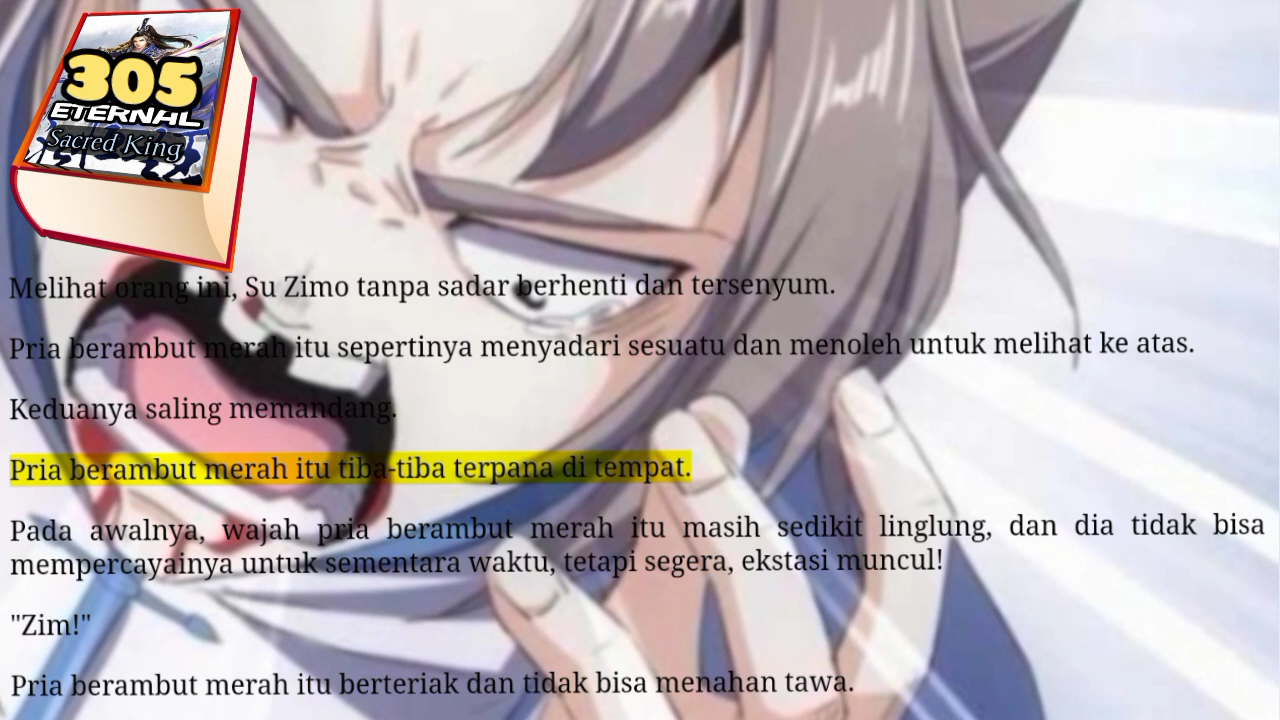 305
ETERNAL
Sacred King
Melihat orang ini, Su Zimo tanpa sadar berhenti dan tersenyum.
Pria berambut merah itu sepertinya menyadari sesuatu dan menoleh untuk melihat ke atas.
Keduanya saling memandang.
Pria berambut merah itu tiba-tiba terpana di tempat.
Pada awalnya, wajah pria berambut merah itu masih sedikit linglung, dan dia tidak bisa
mempercayainya untuk sementara waktu, tetapi segera, ekstasi muncul!
"Zim!"
Pria berambut merah itu berteriak dan tidak bisa menahan tawa.